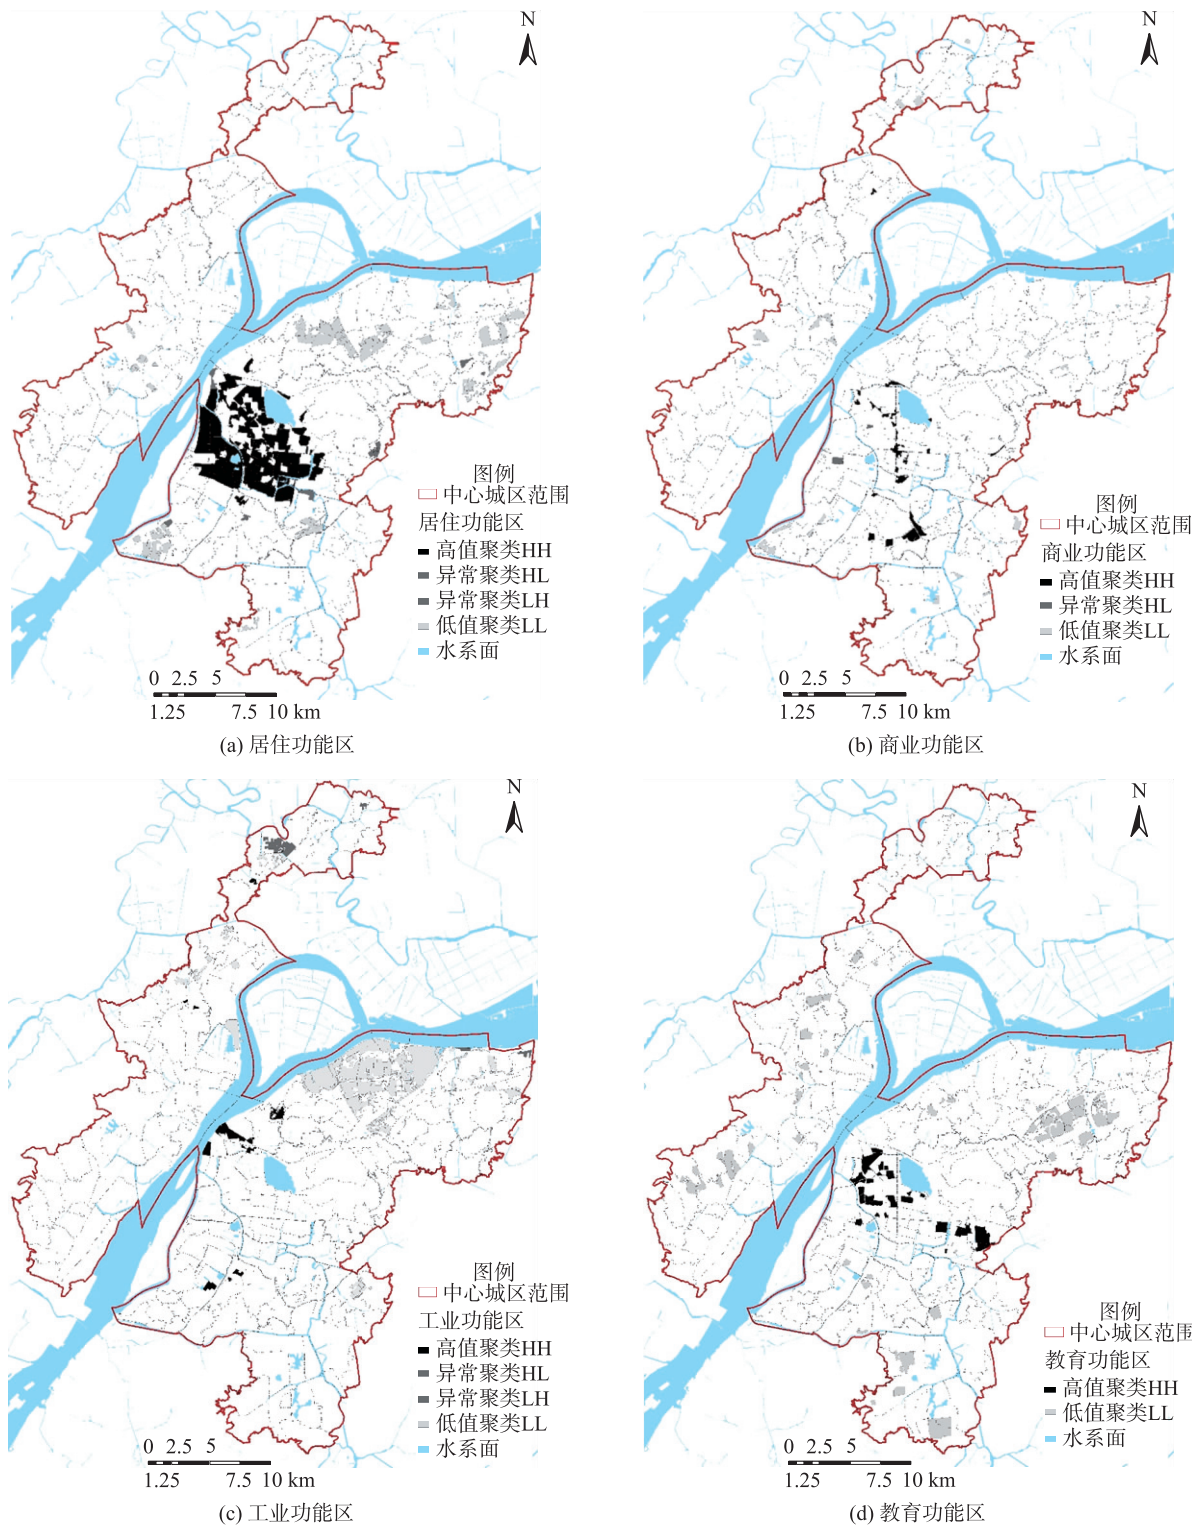 N
图例
中心城区范围
居住功能区
高值聚类HH
异常聚类HL
异常聚类LH
低值聚类LL
水系面
0 2.5 5
1.25 7.5 10 km
(a) 居住功能区
N
图例
中心城区范围
商业功能区
高值聚类HH
异常聚类HL
低值聚类LL
水系面
0 2.5 5
1.25 7.5 10 km
(b) 商业功能区
N
图例
中心城区范围
工业功能区
高值聚类HH
异常聚类HL
异常聚类LH
低值聚类LL
水系面
0 2.5 5
1.25 7.5 10 km
(c) 工业功能区
N
图例
中心城区范围
教育功能区
高值聚类HH
低值聚类LL
水系面
0 2.5 5
1.25 7.5 10 km
(d) 教育功能区